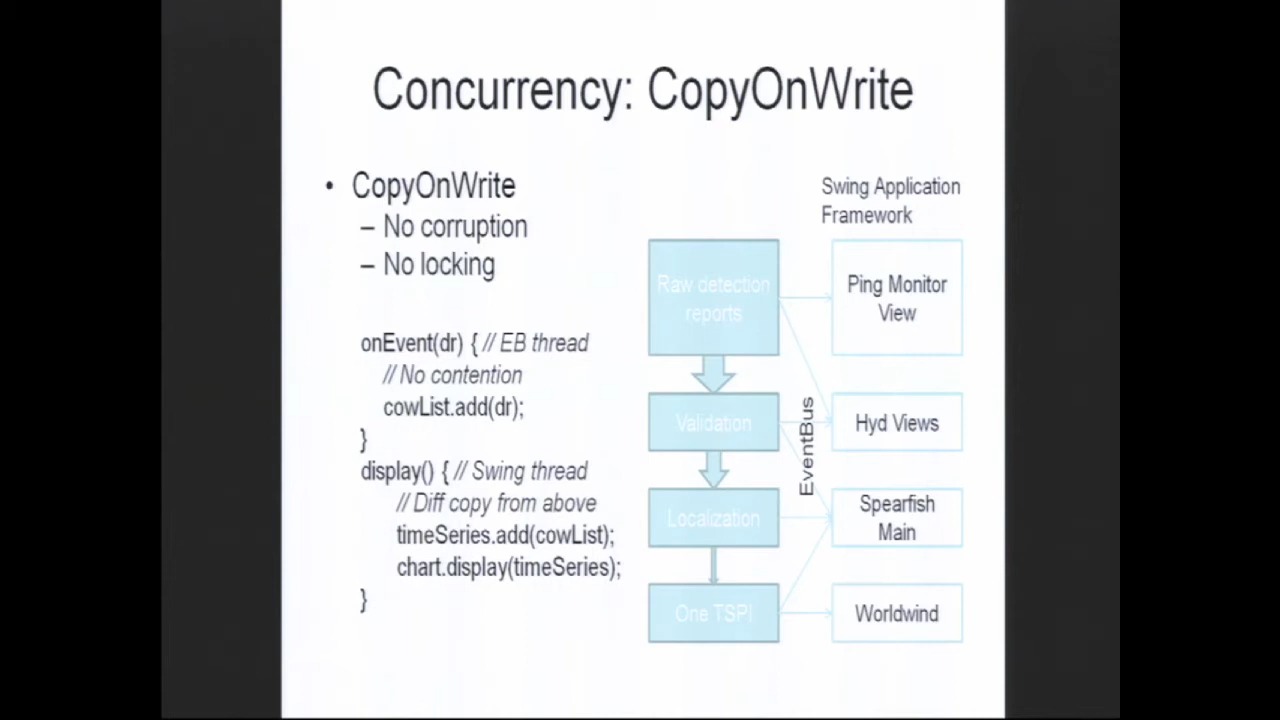 Concurrency: CopyOnWrite
• CopyOnWrite
– No corruption
– No locking
onEvent(dr) { // EB thread
// No contention
cowList.add(dr);
}
display() { // Swing thread
// Diff copy from above
timeSeries.add(cowList);
chart.display(timeSeries);
}
Swing Application
Framework
Raw detection
reports
Ping Monitor
View
Validation
EventBus
Hyd Views
Localization
Spearfish
Main
One TSPI
Worldwind